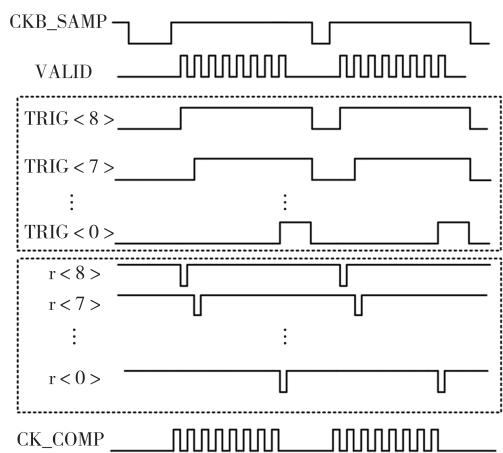 CKB_SAMP
VALID
TRIG < 8 >
TRIG < 7 >
⋮ ⋮
TRIG < 0 >
r < 8 >
r < 7 >
⋮ ⋮
r < 0 >
CK_COMP